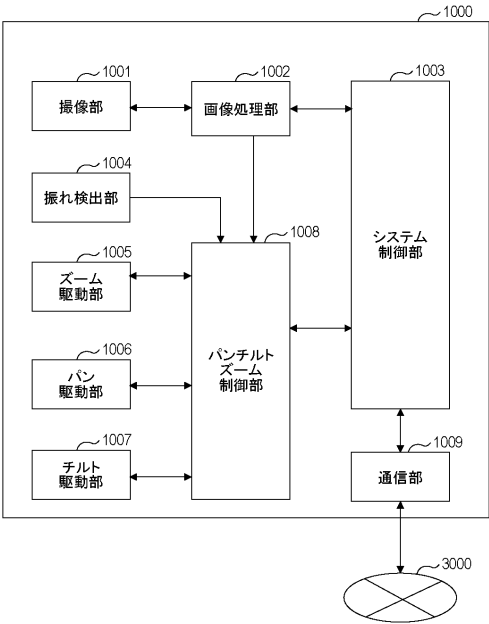 1000
1001
撮像部
1002
画像処理部
1003
システム
制御部
1004
振れ検出部
1005
ズーム
駆動部
1006
パン
駆動部
1007
チルト
駆動部
1008
パンチルト
ズーム
制御部
1009
通信部
3000